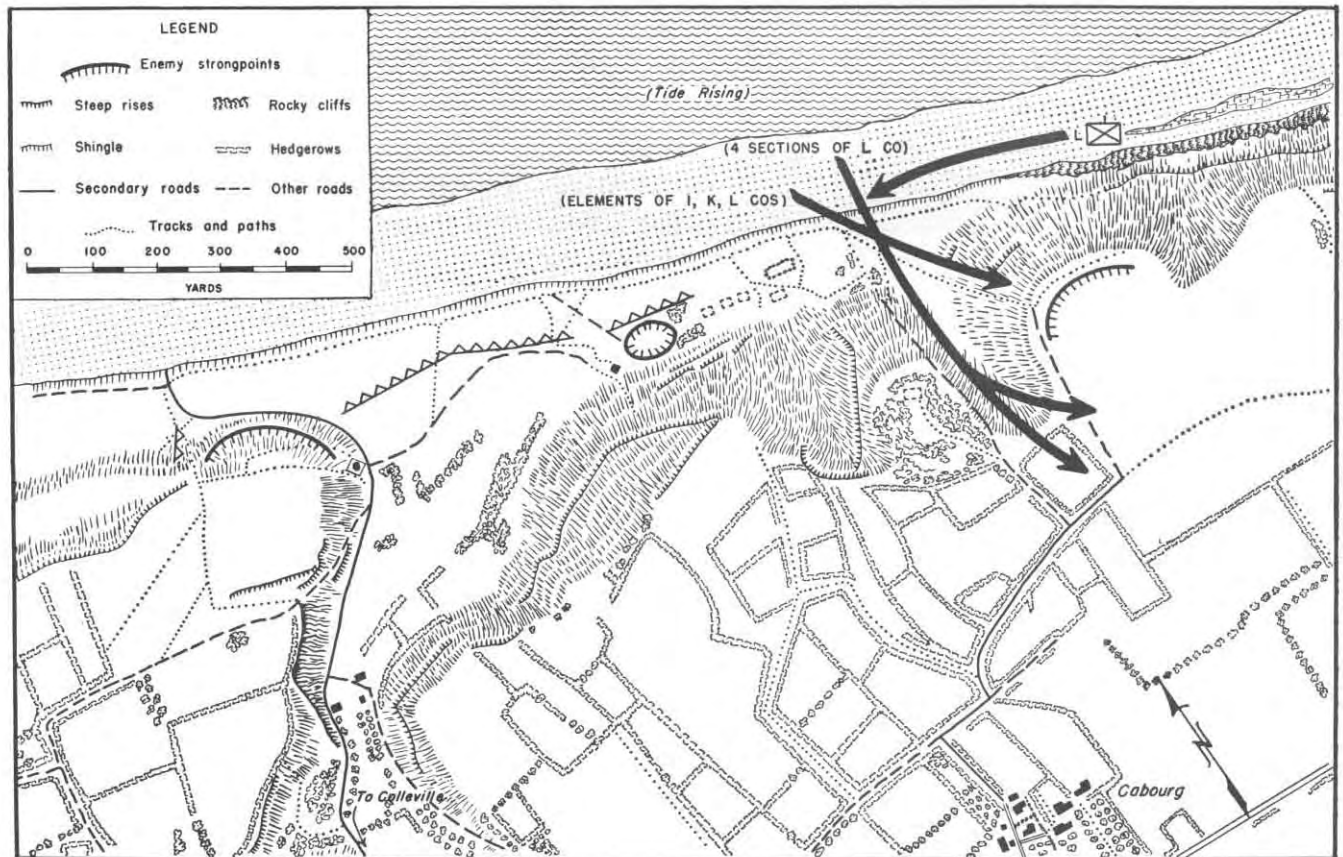 LEGEND
Enemy strongpoints
Steep rises
Rocky cliffs
Shingle
Hedgerows
Secondary roads
Other roads
Tracks and paths
0 100 200 300 400 500
YARDS
(Tide Rising)
L
(4 SECTIONS OF L CO)
(ELEMENTS OF I, K, L COS)
To Colleville
Cabourg
N